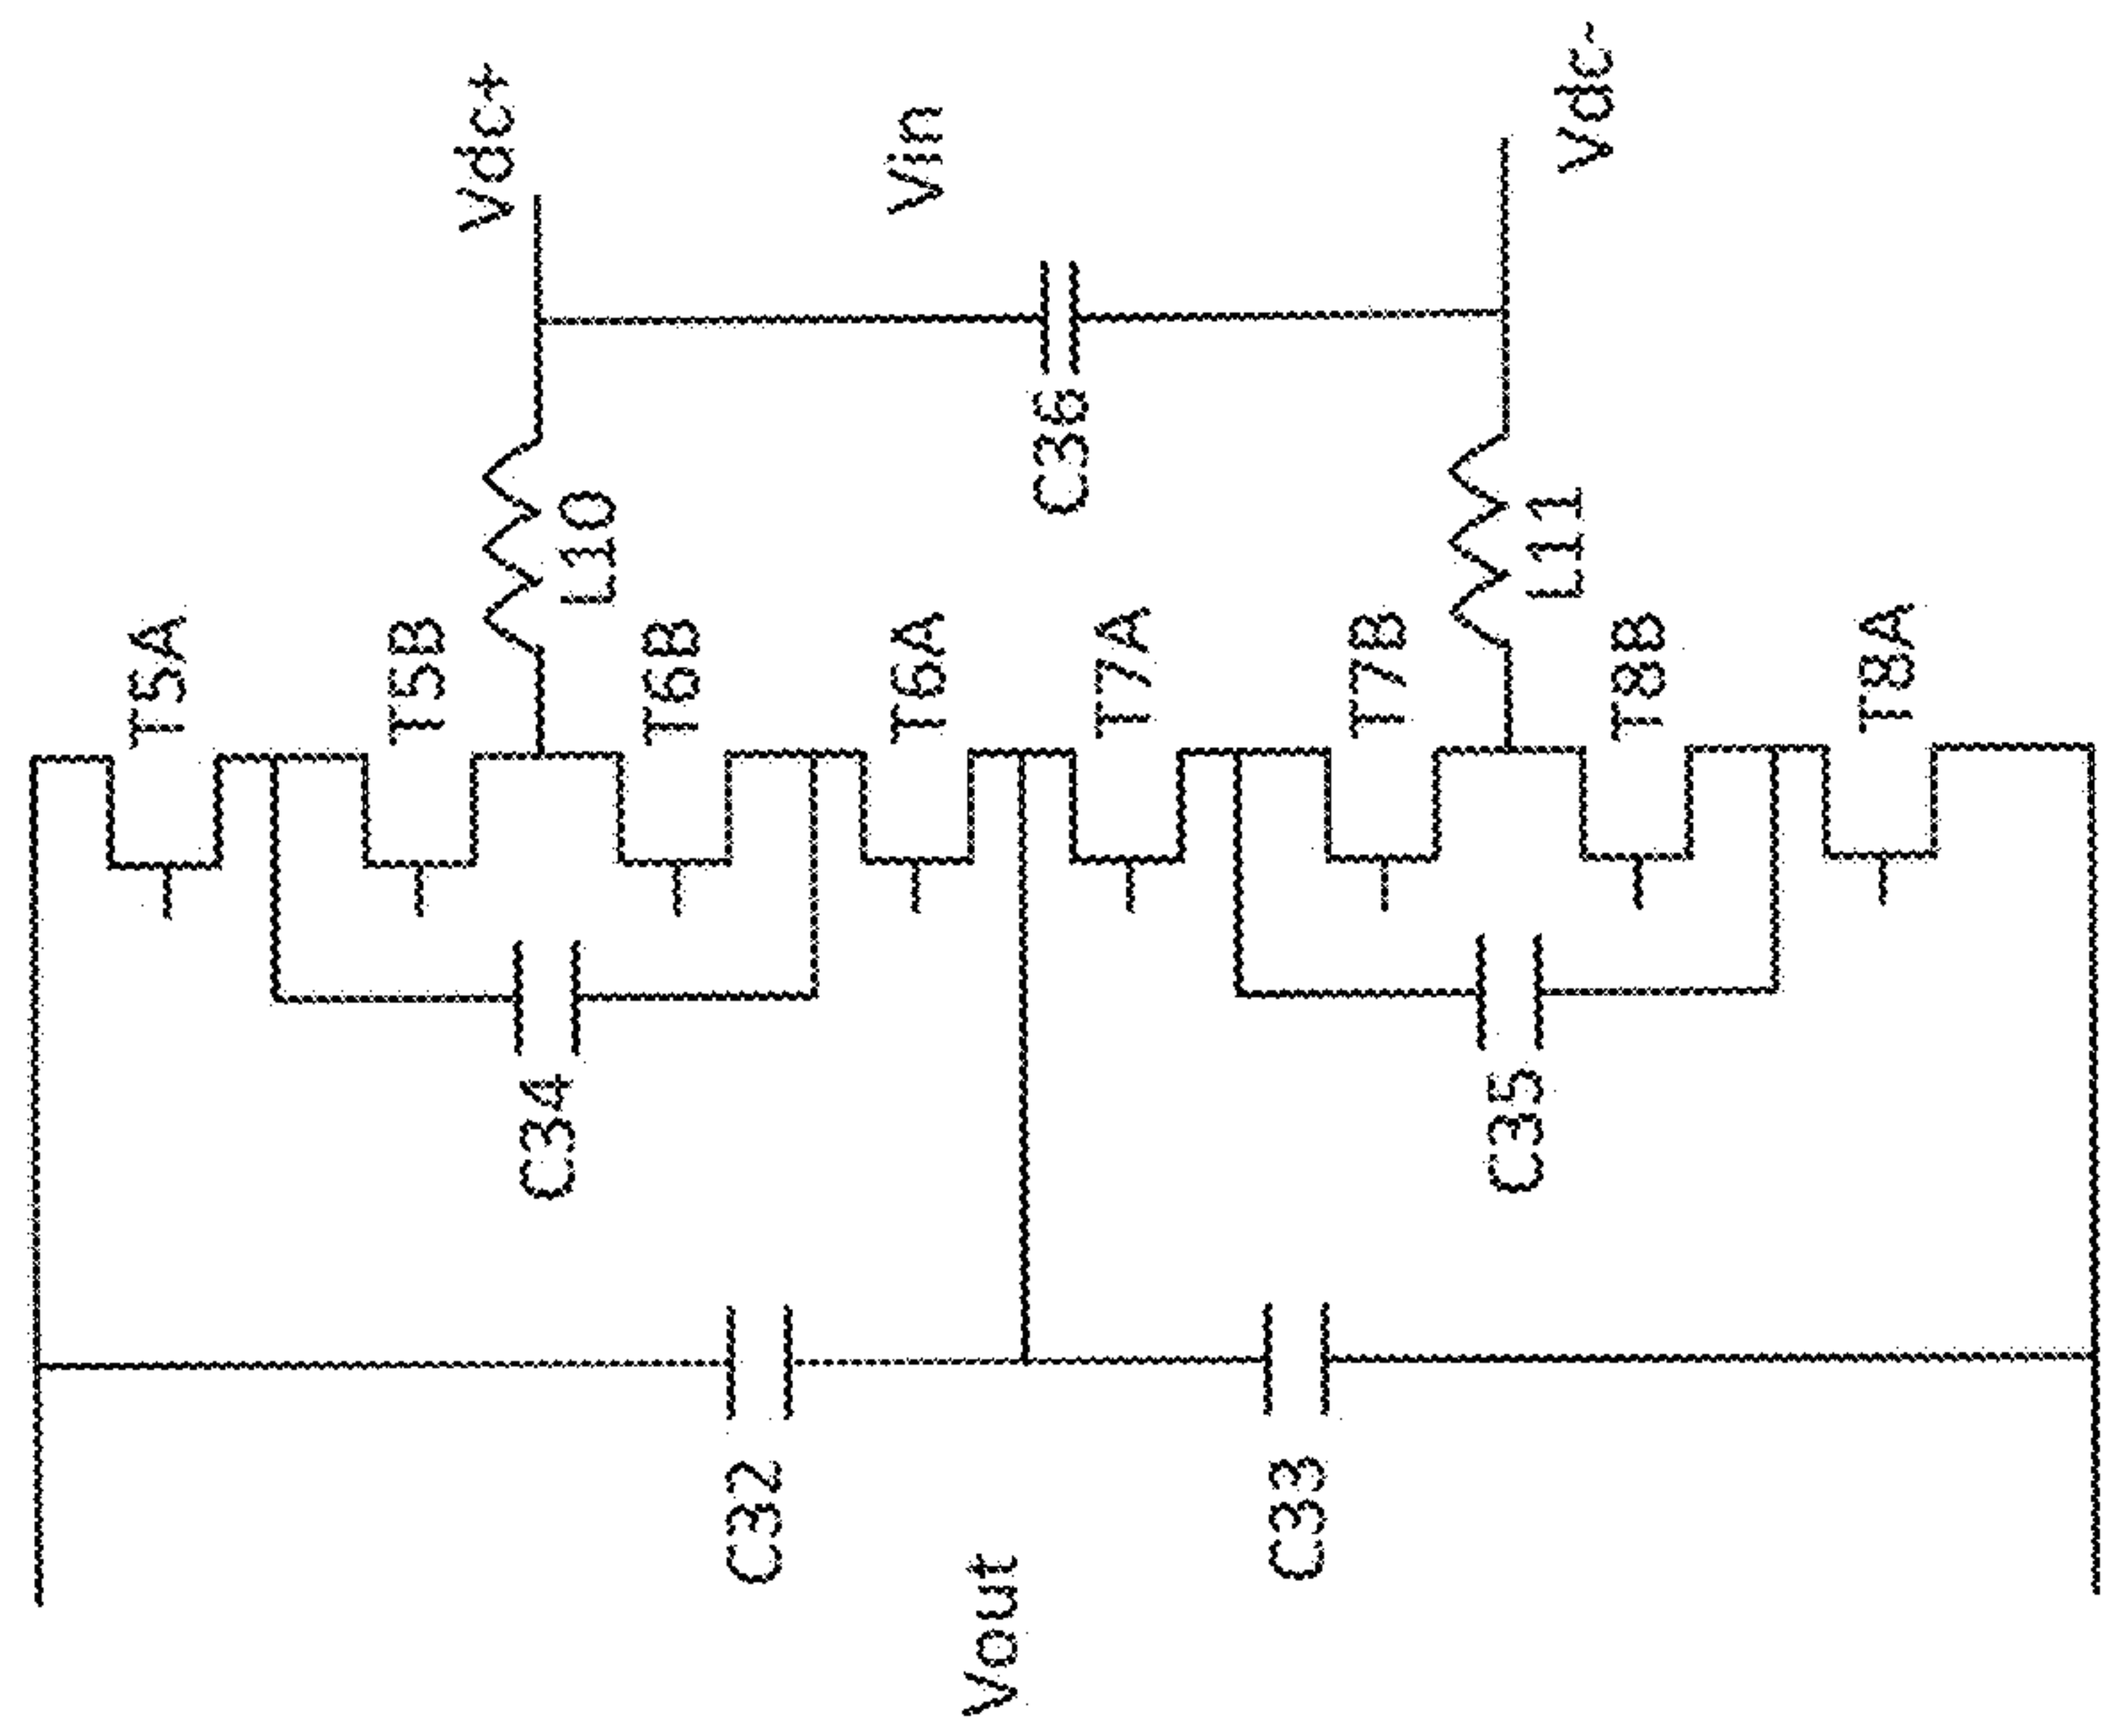 Vdc+
Vin
Vdc-
C36
L10
L11
T5A
T5B
T6B
T6A
T7A
T7B
T8B
T8A
C34
C35
C32
C33
Vout